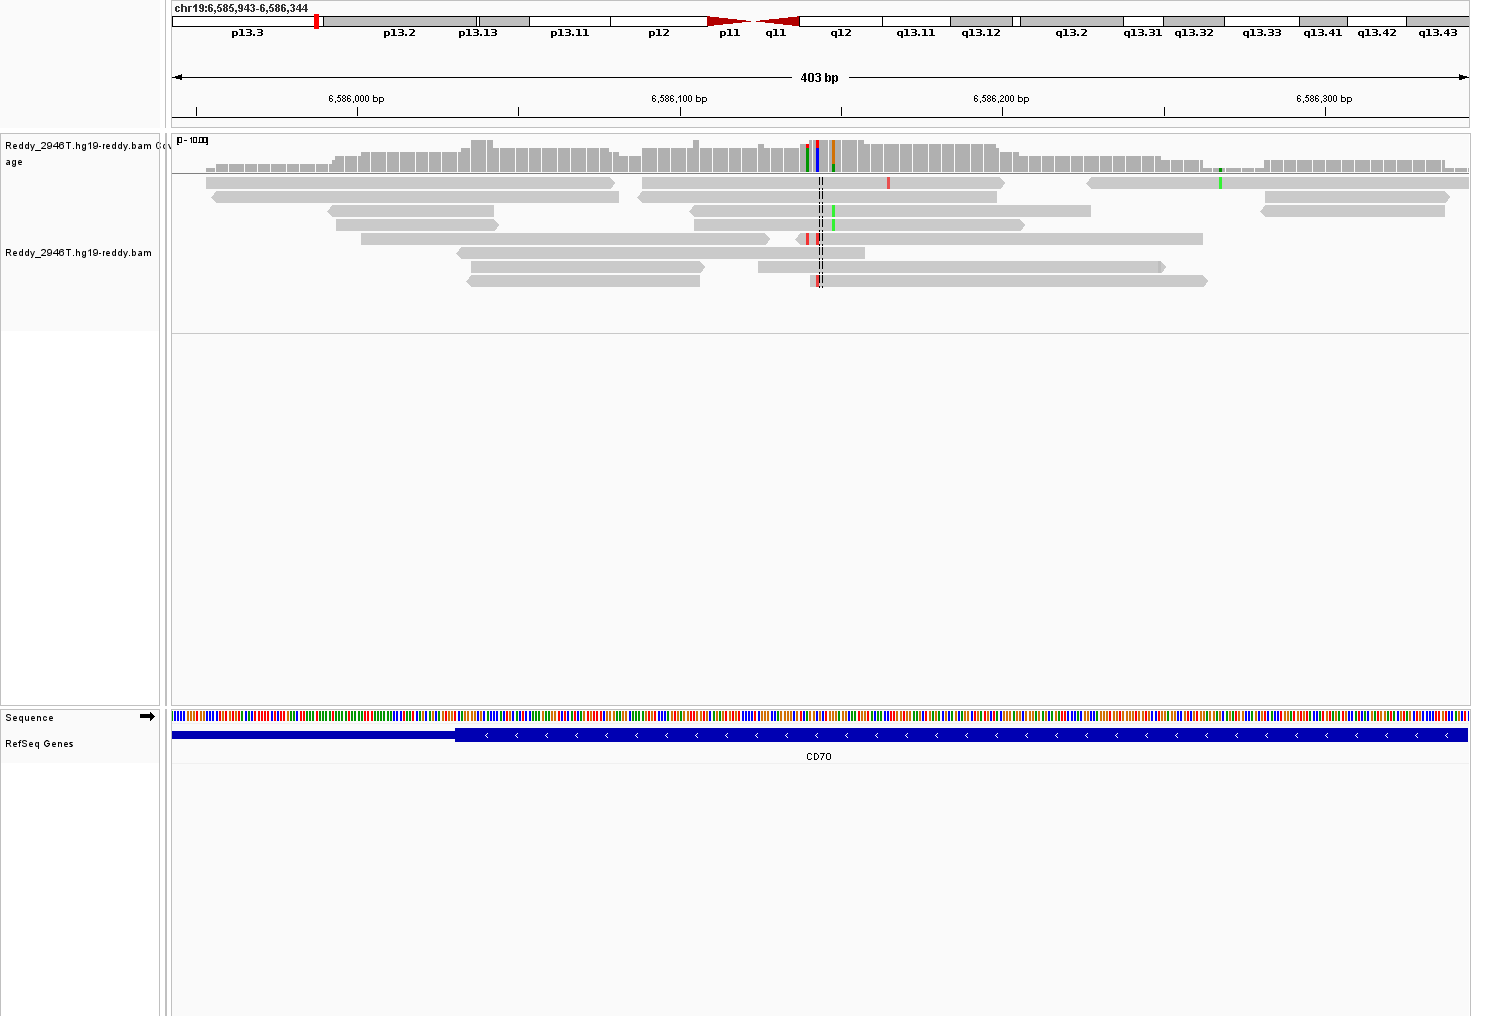 chr19:6,585,943-6,586,344
p13.3 p13.2 p13.13 p13.11 p12 p11 q11 q12 q13.11 q13.12 q13.2 q13.31 q13.32 q13.33 q13.41 q13.42 q13.43
403 bp
6,586,000 bp 6,586,100 bp 6,586,200 bp 6,586,300 bp
Reddy_2946T.hg19-reddy.bam Cov
age
[0 - 10.00]
Reddy_2946T.hg19-reddy.bam
Sequence
RefSeq Genes
CD70